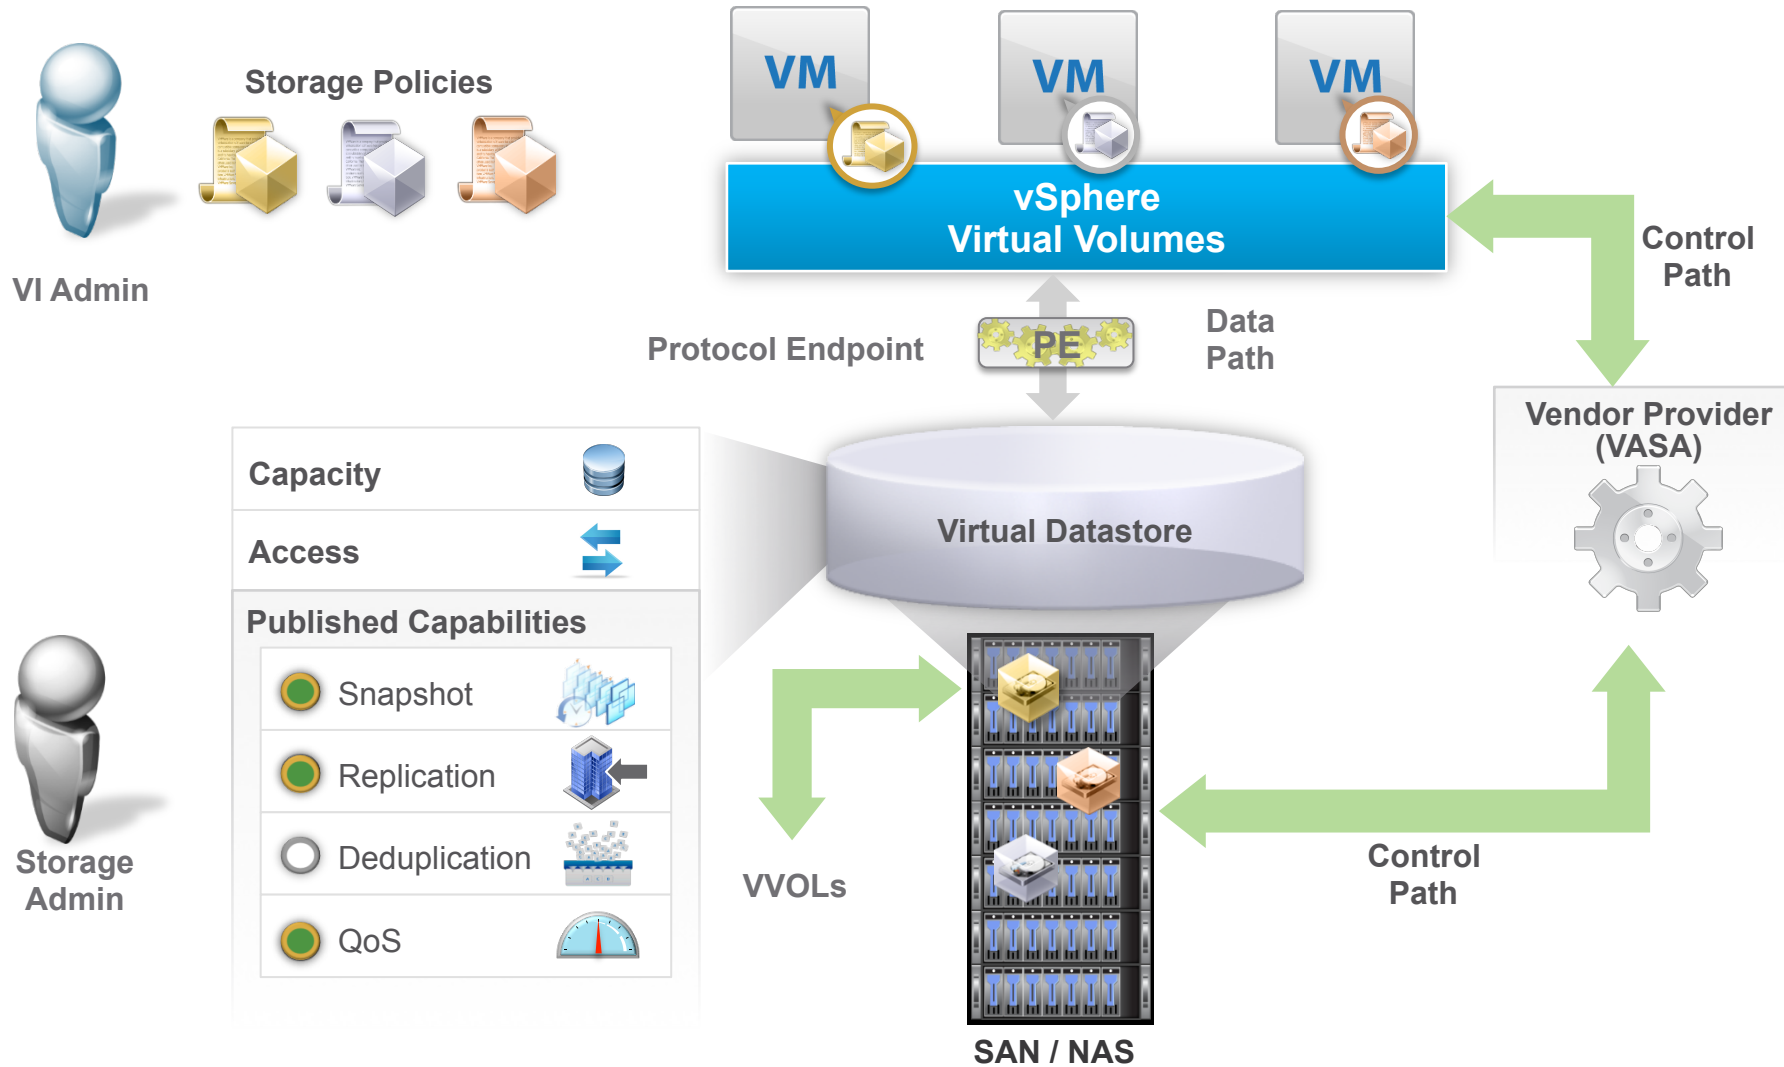 Storage Policies
VM
VM
VM
vSphere
Virtual Volumes
VI Admin
Control
Path
Protocol Endpoint
PE
Data
Path
Vendor Provider
(VASA)
Capacity
Access
Virtual Datastore
Published Capabilities
Snapshot
Replication
Deduplication
QoS
Storage
Admin
VVOLs
Control
Path
SAN / NAS